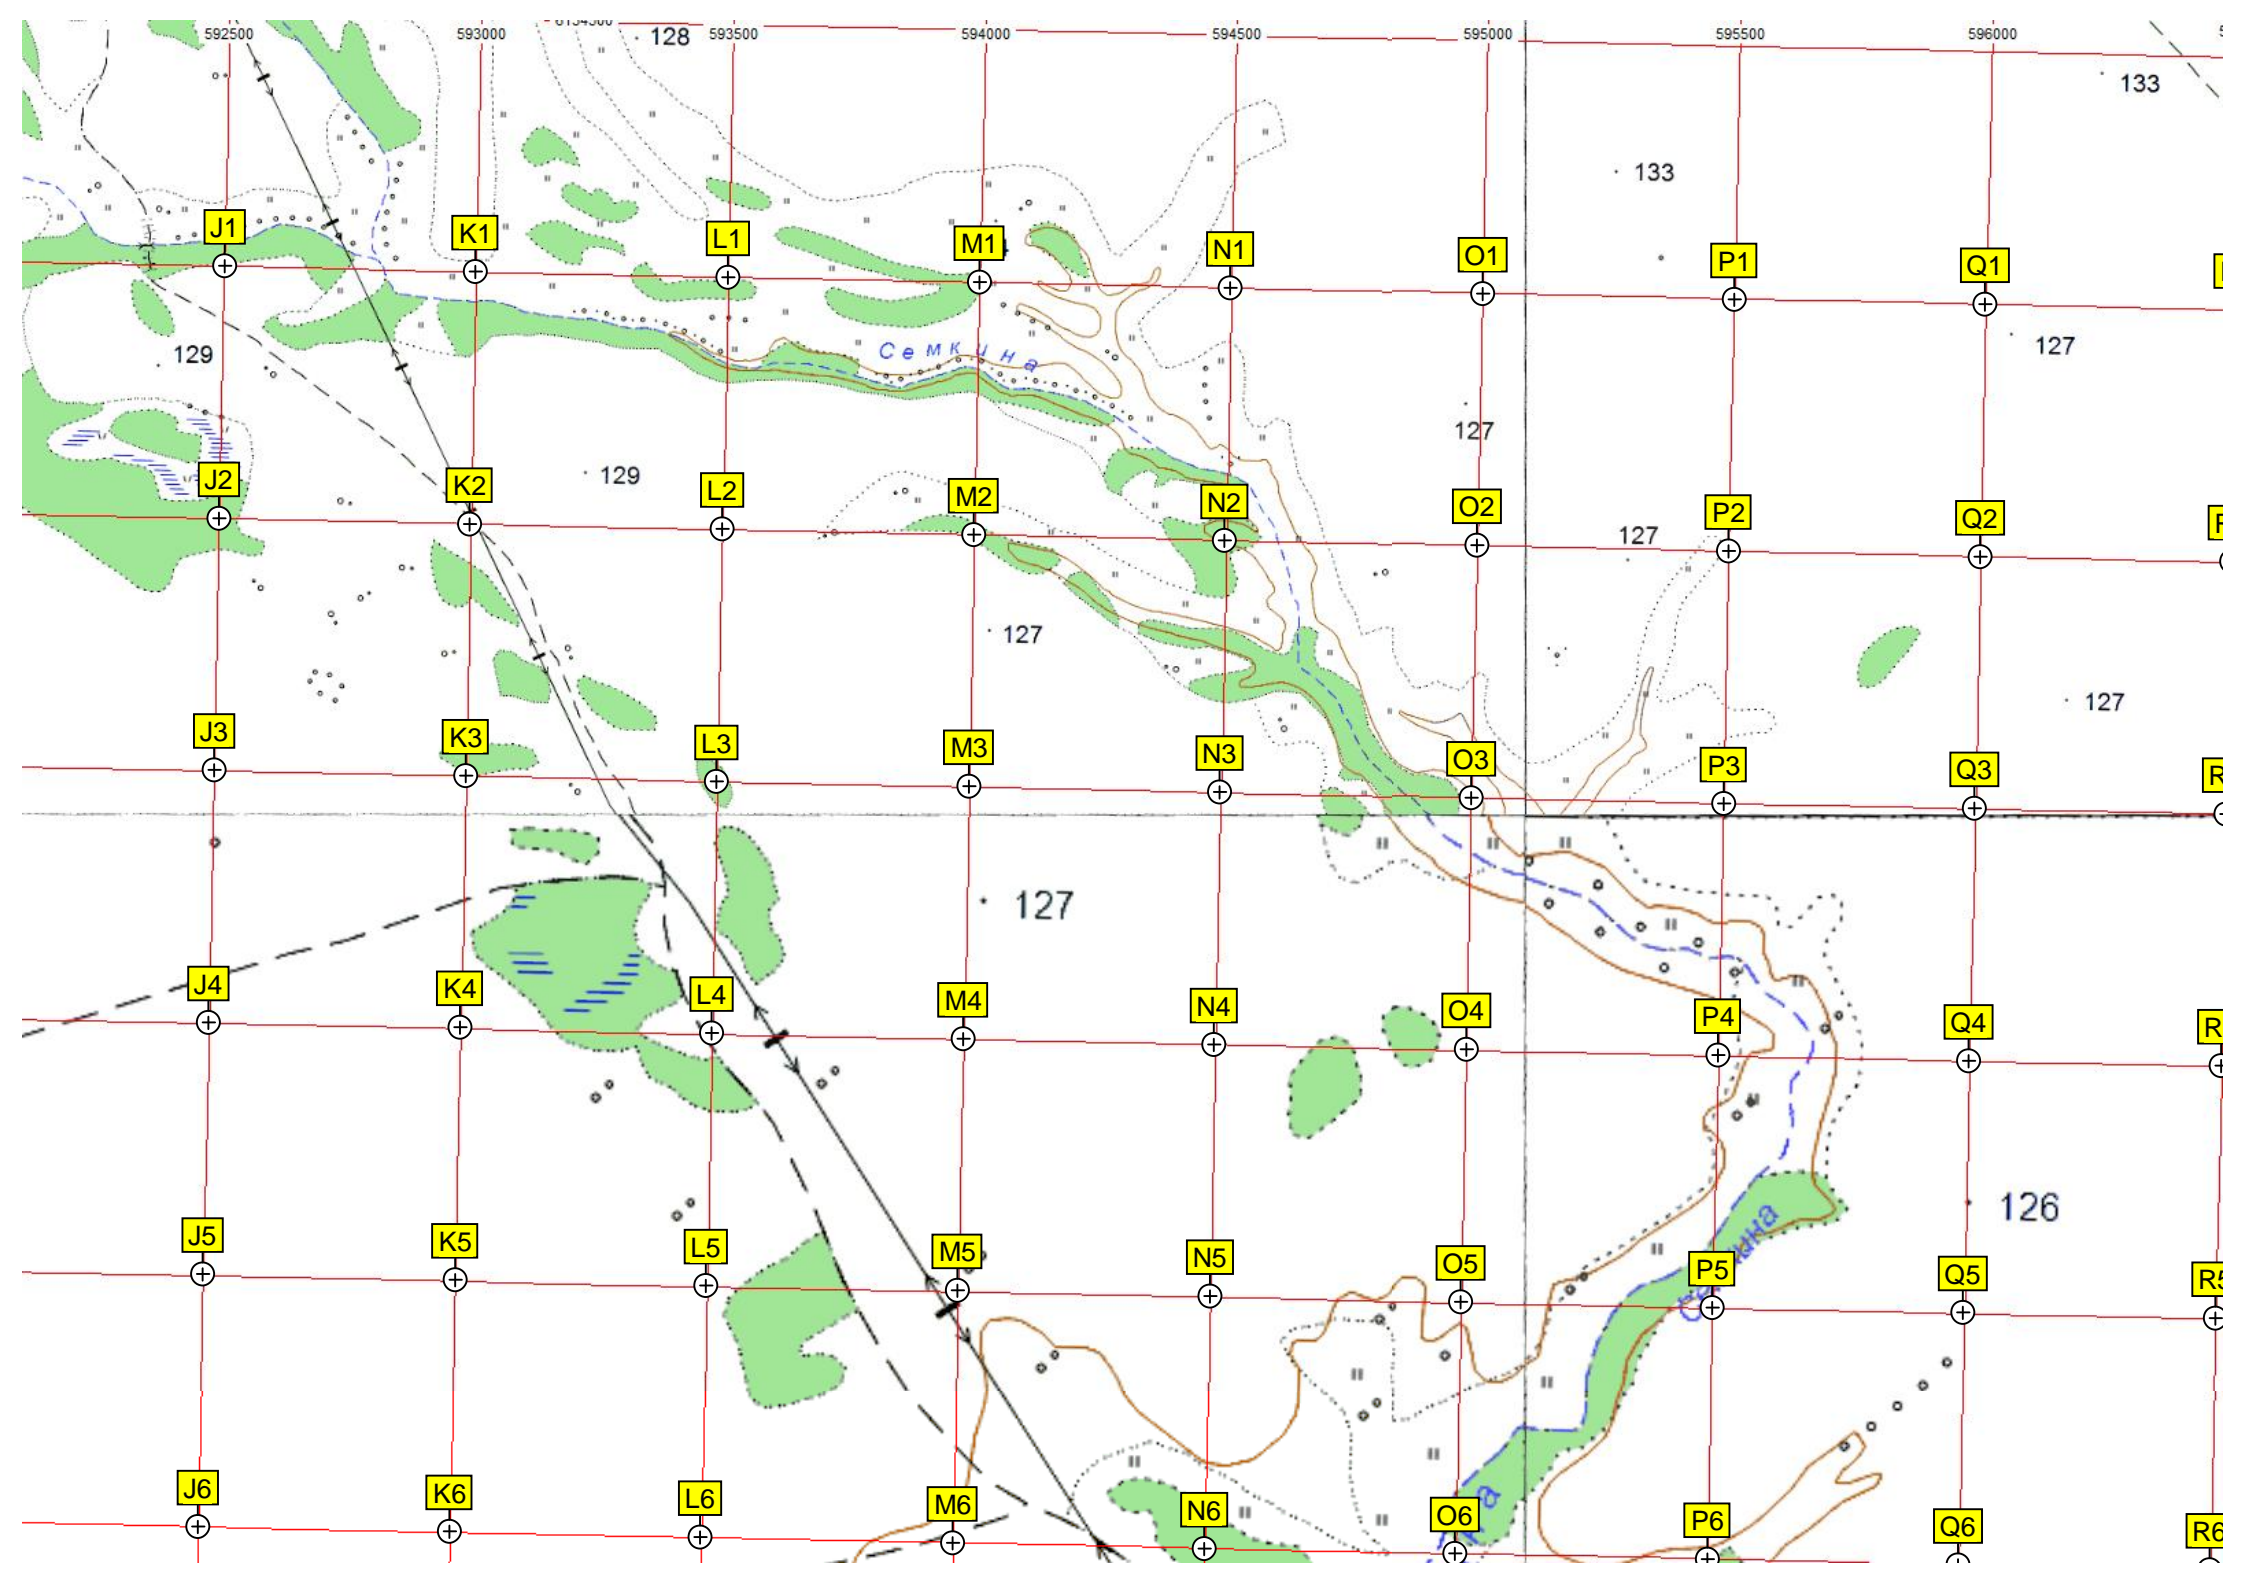 592500 593000 593500 594000 594500 595000 595500 596000
128
133
133
J1 K1 L1 M1 N1 O1 P1 Q1
129
Семкина
127
127
129
J2 K2 L2 M2 N2 O2 P2 Q2
127
127
127
J3 K3 L3 M3 N3 O3 P3 Q3 R
127
J4 K4 L4 M4 N4 O4 P4 Q4 R
126
J5 K5 L5 M5 N5 O5 P5 Q5 R5
J6 K6 L6 M6 N6 O6 P6 Q6 R6